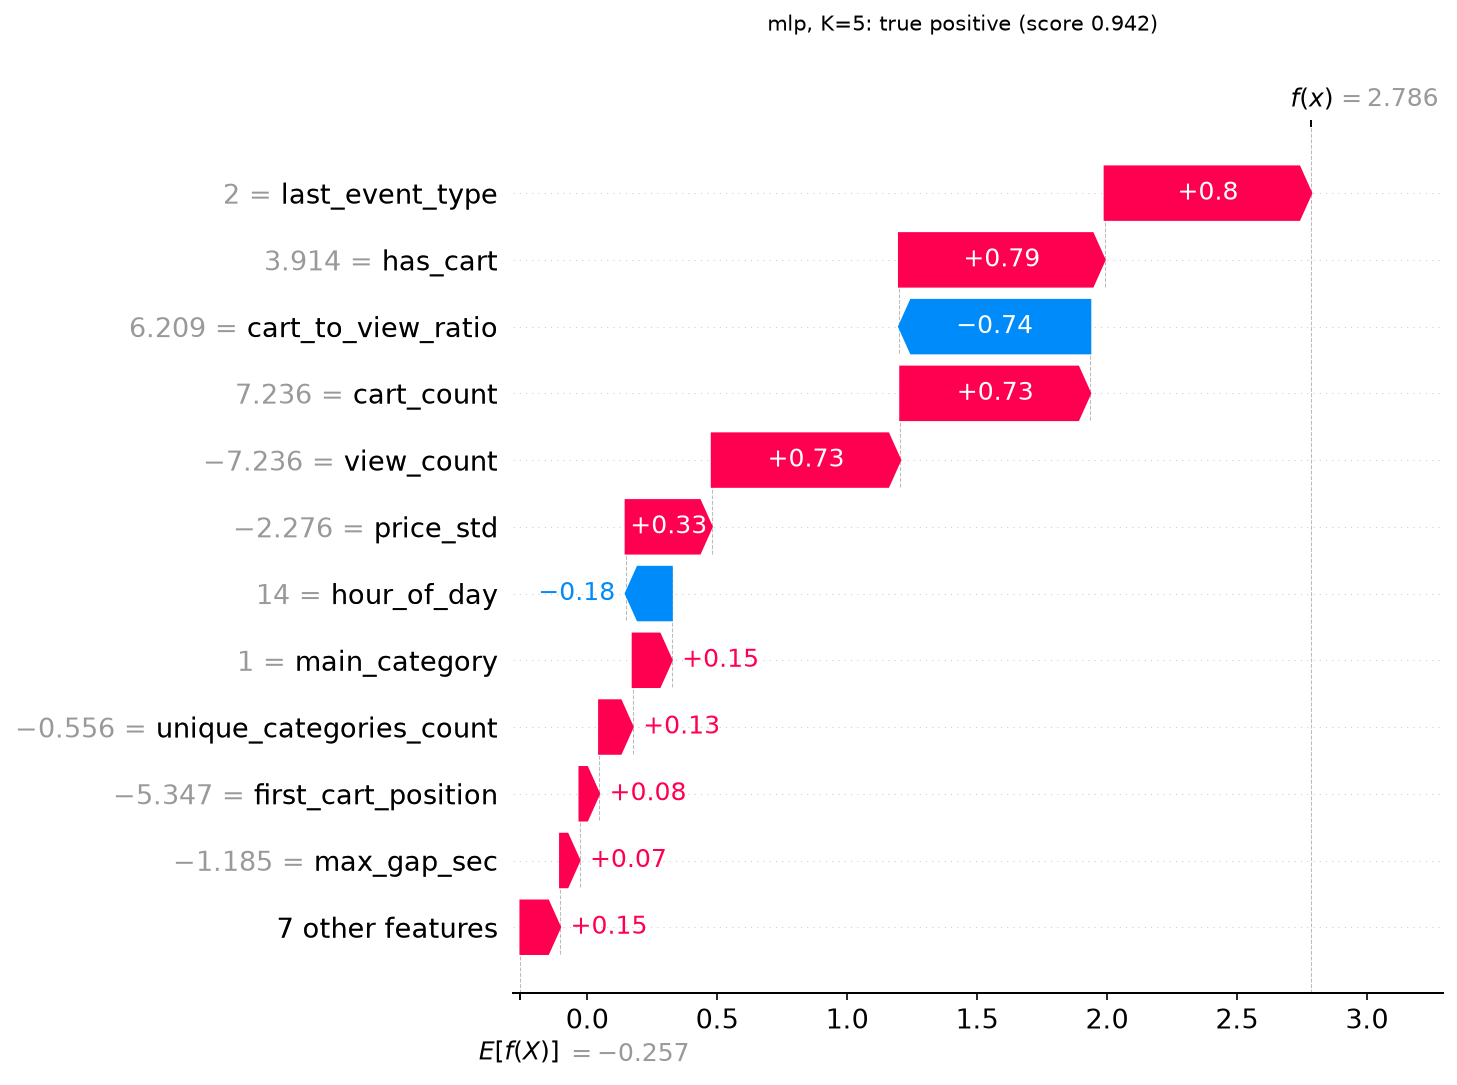 mlp, K=5: true positive (score 0.942)
f(x) = 2.786
2 = last_event_type +0.8
3.914 = has_cart +0.79
6.209 = cart_to_view_ratio −0.74
7.236 = cart_count +0.73
−7.236 = view_count +0.73
−2.276 = price_std +0.33
14 = hour_of_day −0.18
1 = main_category +0.15
−0.556 = unique_categories_count +0.13
−5.347 = first_cart_position +0.08
−1.185 = max_gap_sec +0.07
7 other features +0.15
0.0 0.5 1.0 1.5 2.0 2.5 3.0
E[f(X)] = −0.257